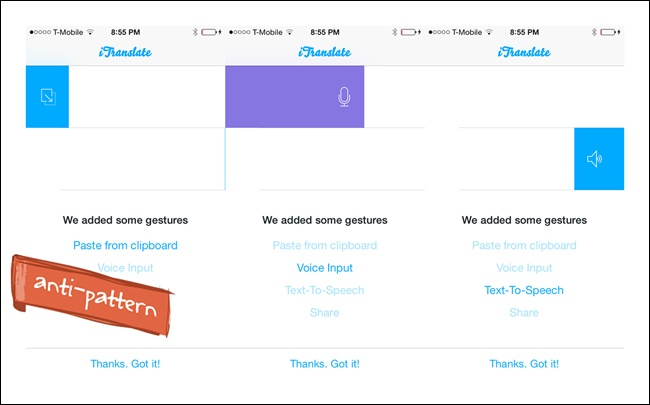 ●○○○○ T-Mobile 8:55 PM
iTranslate
We added some gestures
Paste from clipboard
Voice Input
anti-pattern
Thanks. Got it!
●○○○○ T-Mobile 8:55 PM
iTranslate
We added some gestures
Paste from clipboard
Voice Input
Text-To-Speech
Share
Thanks. Got it!
●○○○○ T-Mobile 8:55 PM
iTranslate
We added some gestures
Paste from clipboard
Voice Input
Text-To-Speech
Share
Thanks. Got it!